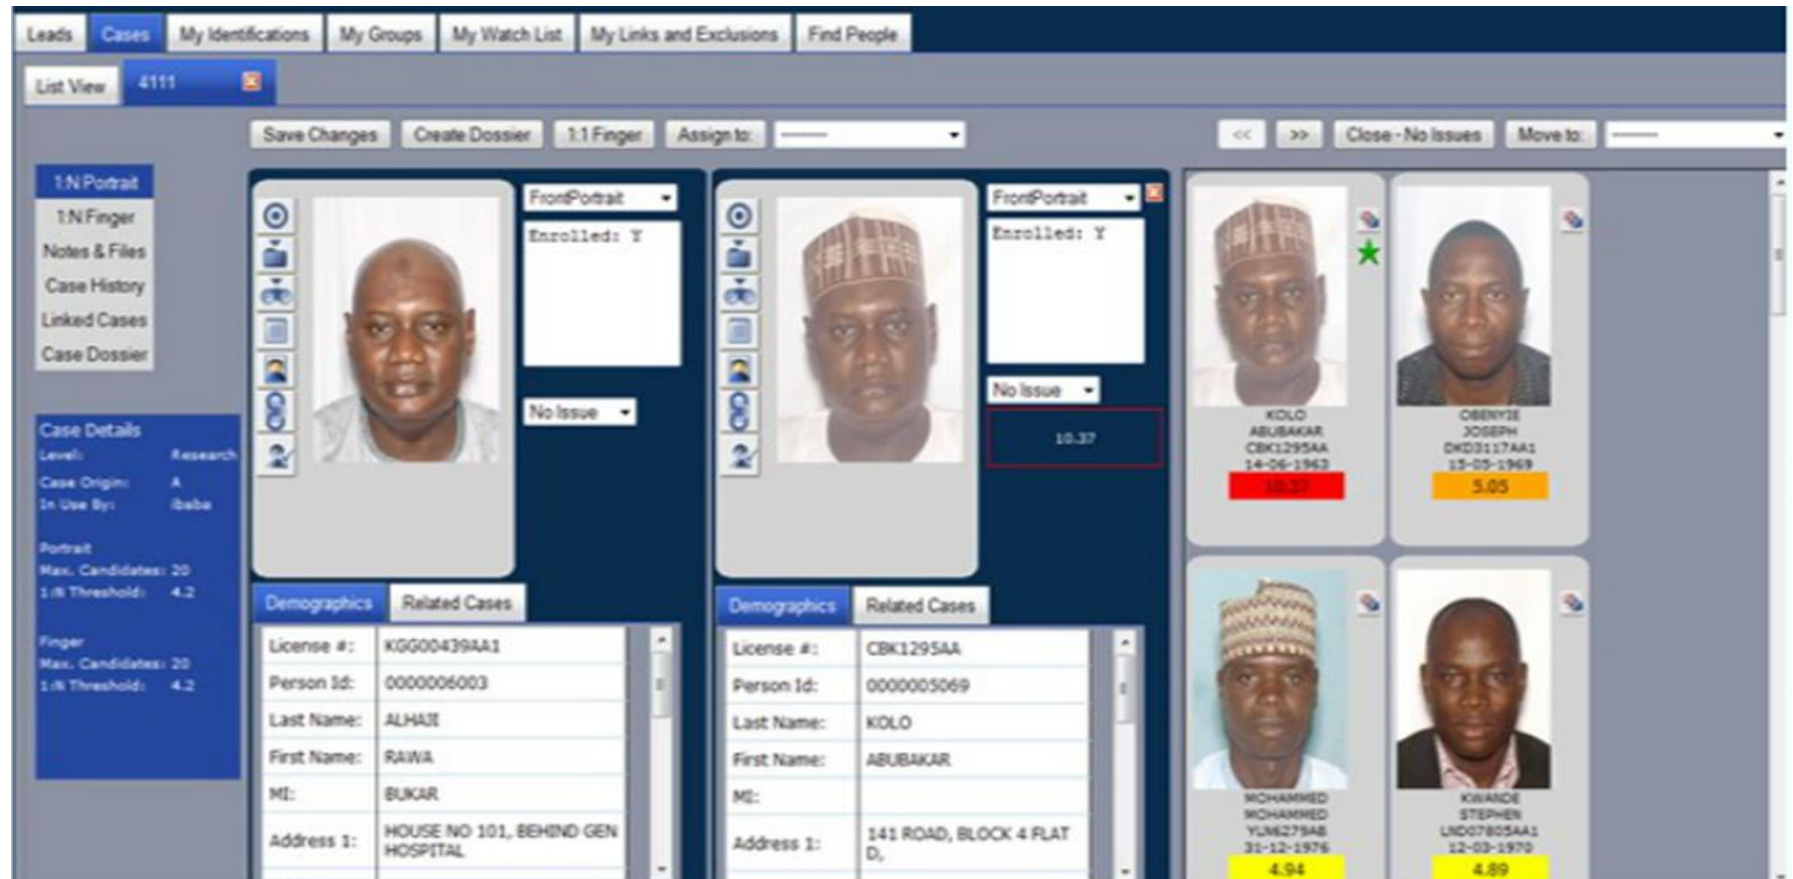 Leads Cases My Identifications My Groups My Watch List My Links and Exclusions Find People
List View 4111
Save Changes Create Dossier 1:1 Finger Assign to: -------- << >> Close - No Issues Move to: --------
1:N Portrait
1:N Finger
Notes & Files
Case History
Linked Cases
Case Dossier
Case Details
Level: Research
Case Origin: A
In Use By: ibaba
Portrait
Max. Candidates: 20
1:N Threshold: 4.2
Finger
Max. Candidates: 20
1:N Threshold: 4.2
FrontPortrait
Enrolled: Y
No Issue
Demographics Related Cases
License #: KGG00439AA1
Person Id: 0000006003
Last Name: ALHAJI
First Name: RAWA
MI: BUKAR
Address 1: HOUSE NO 101, BEHIND GEN
HOSPITAL
FrontPortrait
Enrolled: Y
No Issue
10.37
Demographics Related Cases
License #: CBK1295AA
Person Id: 0000005069
Last Name: KOLO
First Name: ABUBAKAR
MI:
Address 1: 141 ROAD, BLOCK 4 FLAT
D,
KOLO
ABUBAKAR
CBK1295AA
14-06-1963
10.37
OBENYIE
JOSEPH
DKD3117AA1
15-05-1969
5.05
MOHAMMED
MOHAMMED
YLN6279AB
31-12-1976
4.94
KWANDE
STEPHEN
LND07805AA1
12-03-1970
4.89